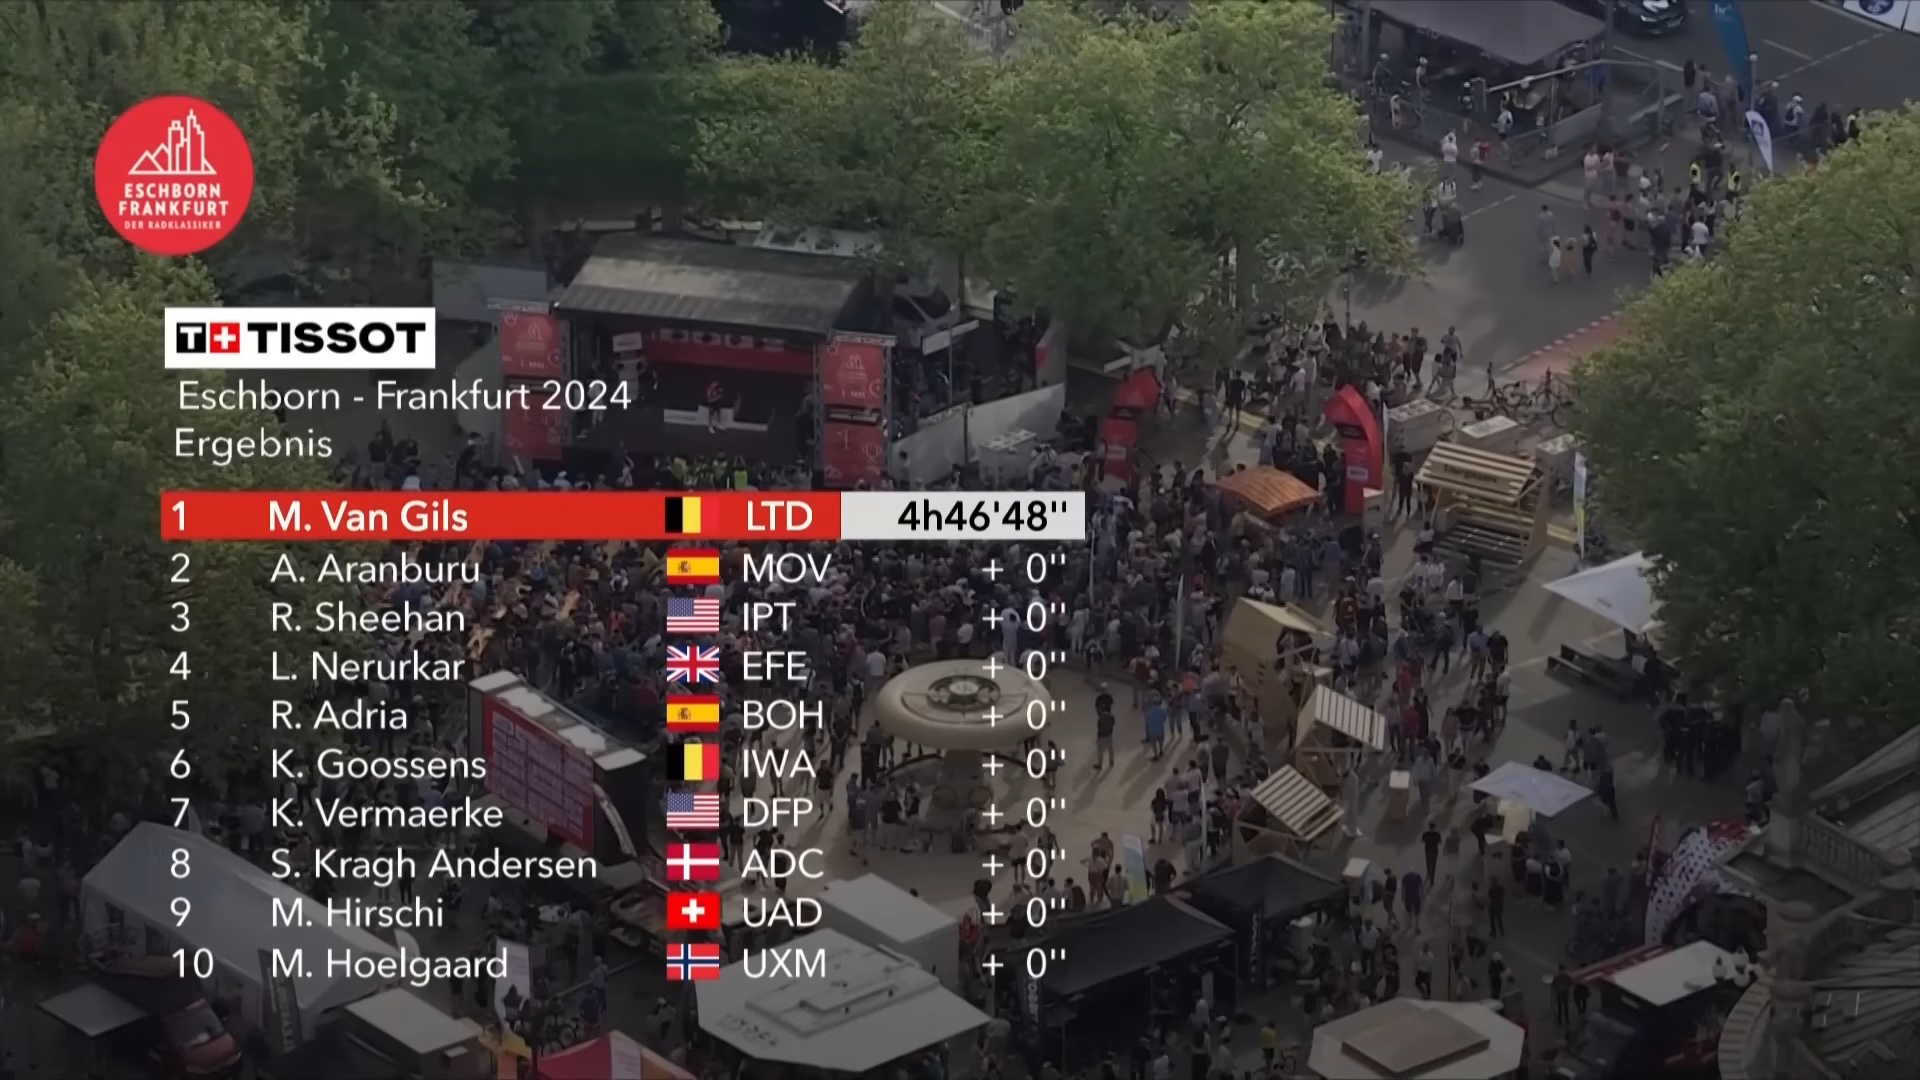 ESCHBORN
FRANKFURT
DER RADKLASSIKER
T+ TISSOT
Eschborn - Frankfurt 2024
Ergebnis
1 M. Van Gils LTD 4h46'48''
2 A. Aranburu MOV + 0''
3 R. Sheehan IPT + 0''
4 L. Nerurkar EFE + 0''
5 R. Adria BOH + 0''
6 K. Goossens IWA + 0''
7 K. Vermaerke DFP + 0''
8 S. Kragh Andersen ADC + 0''
9 M. Hirschi UAD + 0''
10 M. Hoelgaard UXM + 0''